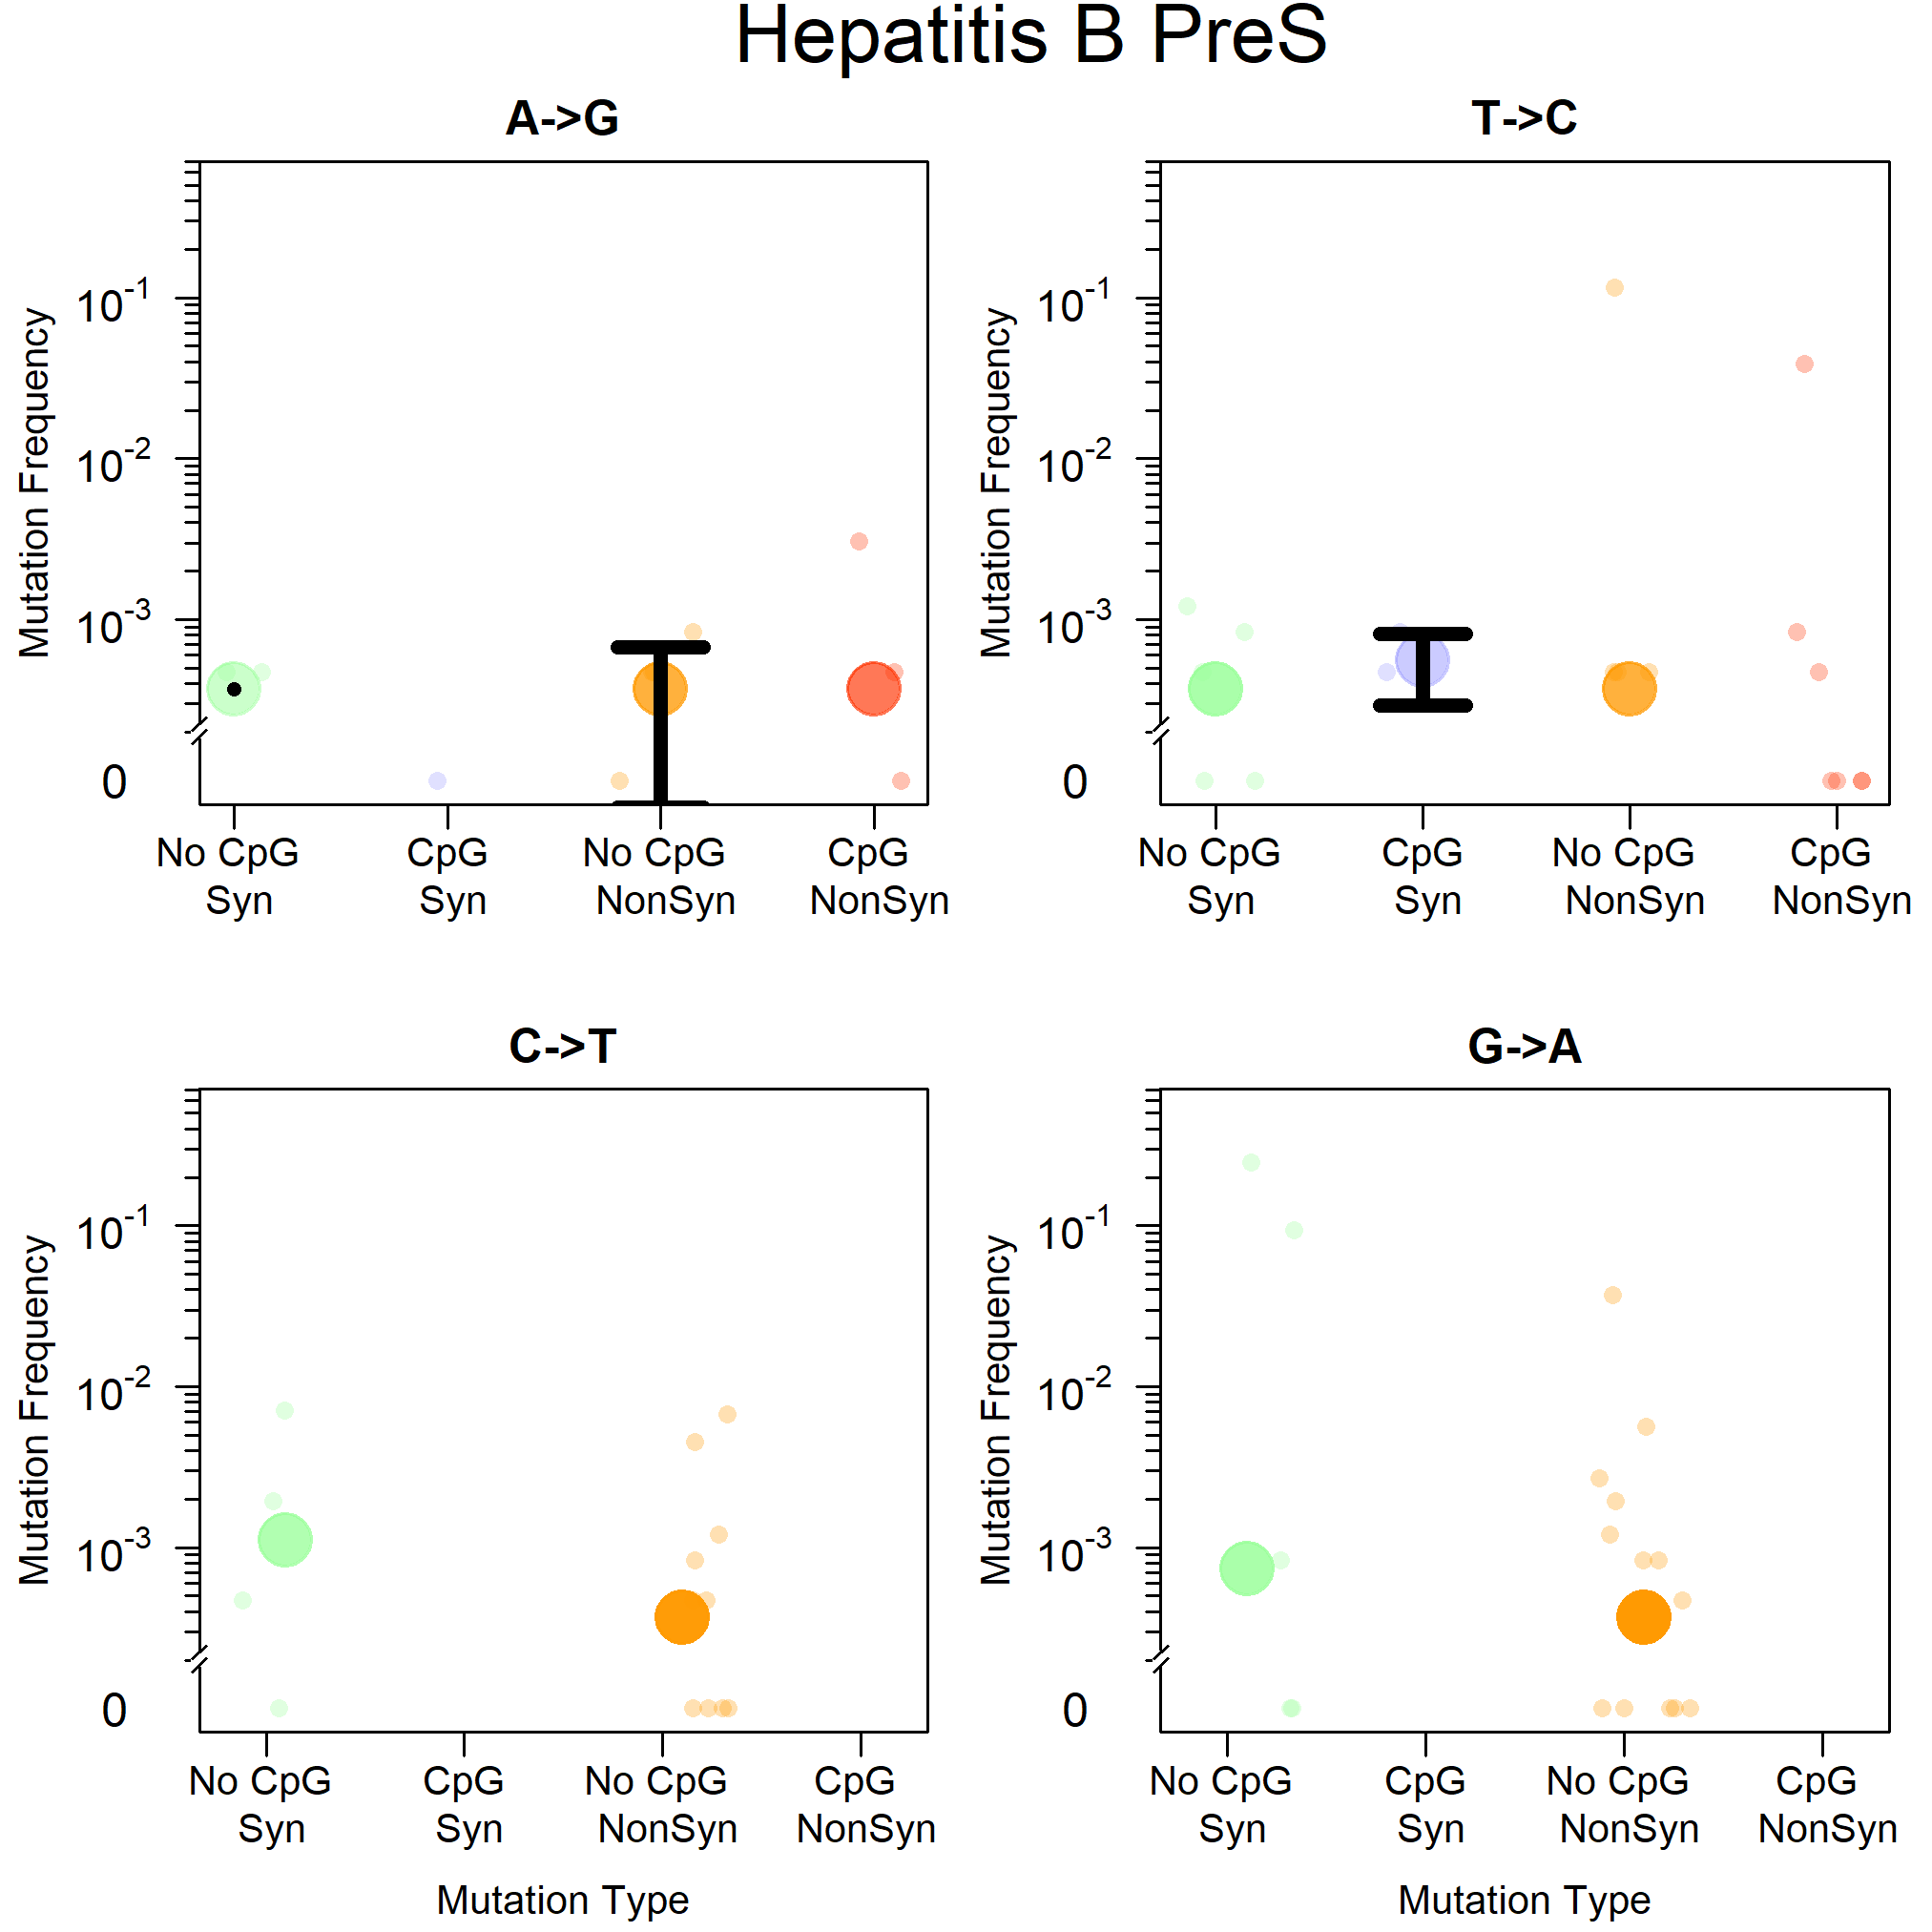 Hepatitis B PreS
A->G
T->C
Mutation Frequency
10^-1
10^-2
10^-3
0
No CpG CpG No CpG CpG
Syn Syn NonSyn NonSyn
Mutation Frequency
10^-1
10^-2
10^-3
0
No CpG CpG No CpG CpG
Syn Syn NonSyn NonSyn
C->T
G->A
Mutation Frequency
10^-1
10^-2
10^-3
0
No CpG CpG No CpG CpG
Syn Syn NonSyn NonSyn
Mutation Type
Mutation Frequency
10^-1
10^-2
10^-3
0
No CpG CpG No CpG CpG
Syn Syn NonSyn NonSyn
Mutation Type